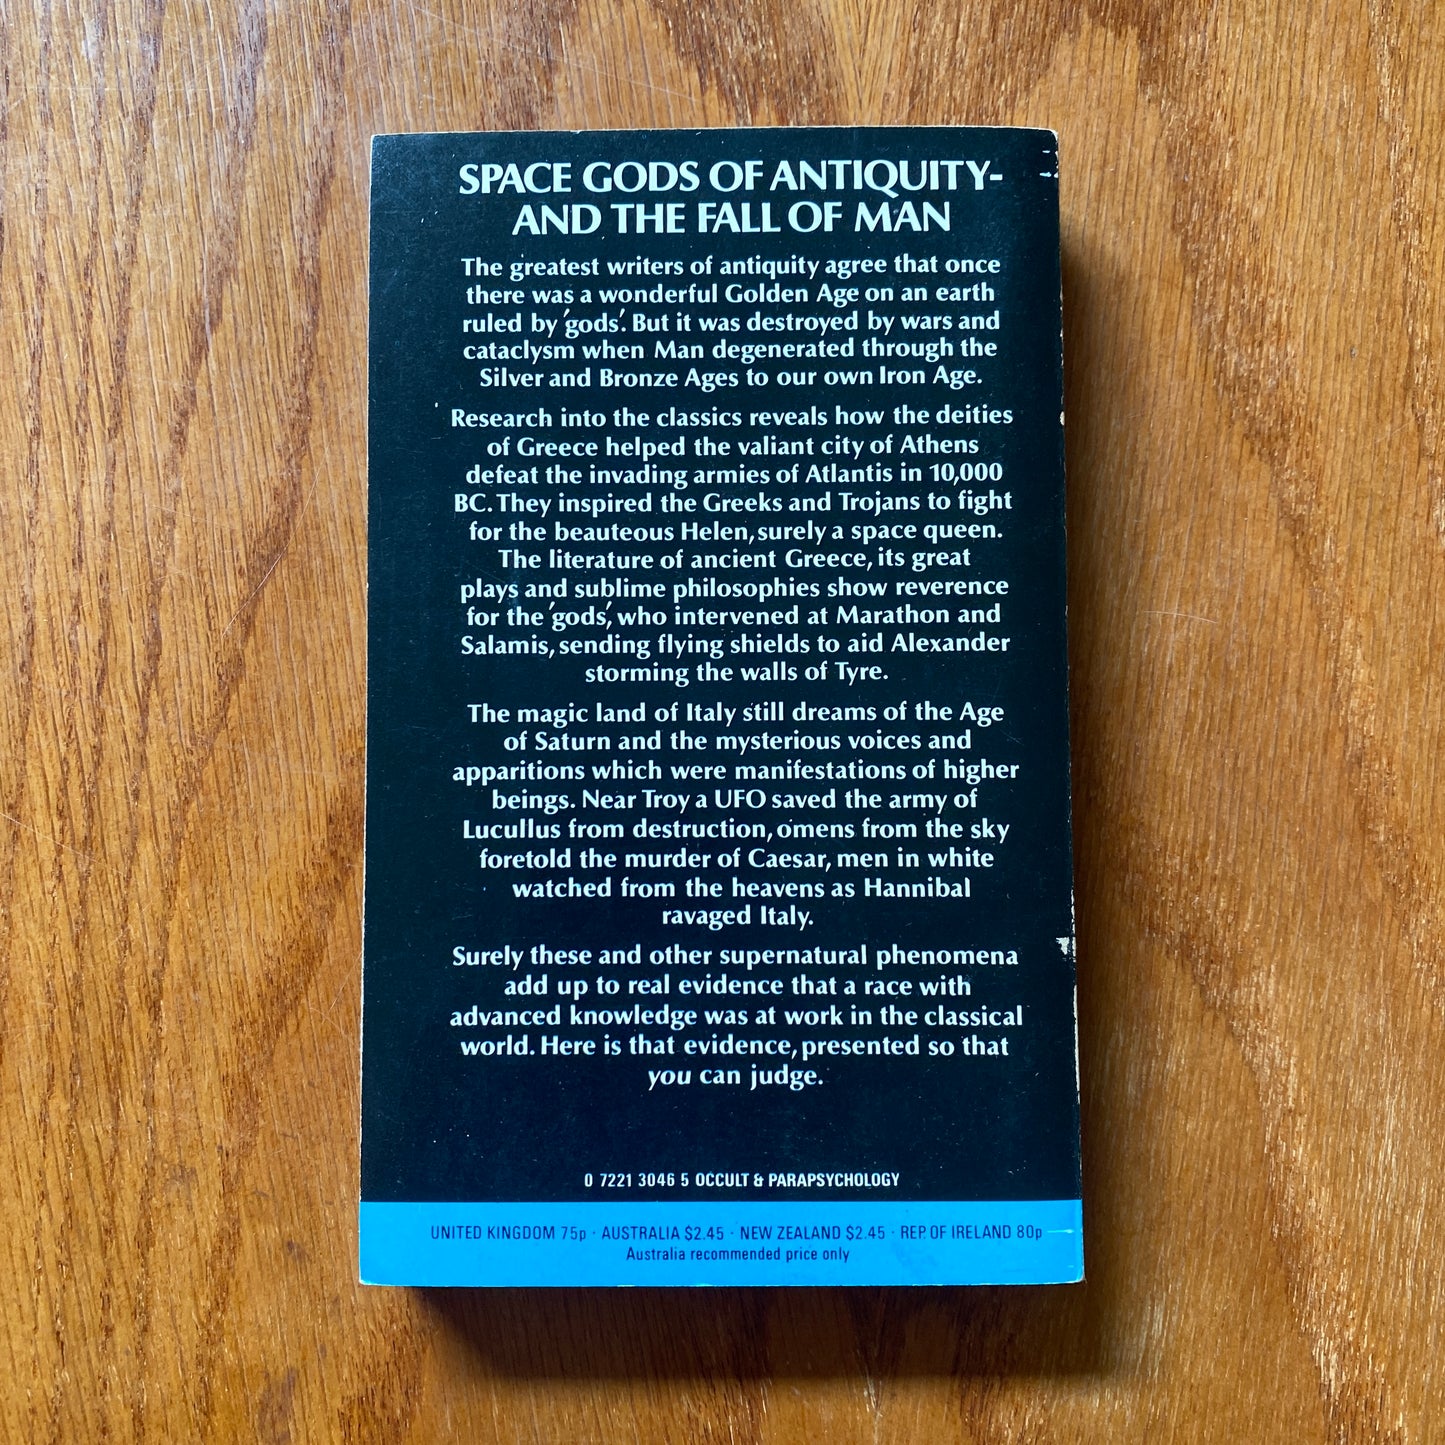 SPACE GODS OF ANTIQUITY-
AND THE FALL OF MAN
The greatest writers of antiquity agree that once
there was a wonderful Golden Age on an earth
ruled by 'gods'. But it was destroyed by wars and
cataclysm when Man degenerated through the
Silver and Bronze Ages to our own Iron Age.
Research into the classics reveals how the deities
of Greece helped the valiant city of Athens
defeat the invading armies of Atlantis in 10,000
BC. They inspired the Greeks and Trojans to fight
for the beauteous Helen, surely a space queen.
The literature of ancient Greece, its great
plays and sublime philosophies show reverence
for the 'gods', who intervened at Marathon and
Salamis, sending flying shields to aid Alexander
storming the walls of Tyre.
The magic land of Italy still dreams of the Age
of Saturn and the mysterious voices and
apparitions which were manifestations of higher
beings. Near Troy a UFO saved the army of
Lucullus from destruction, omens from the sky
foretold the murder of Caesar, men in white
watched from the heavens as Hannibal
ravaged Italy.
Surely these and other supernatural phenomena
add up to real evidence that a race with
advanced knowledge was at work in the classical
world. Here is that evidence, presented so that
you can judge.
0 7221 3046 5 OCCULT & PARAPSYCHOLOGY
UNITED KINGDOM 75p · AUSTRALIA $2.45 · NEW ZEALAND $2.45 · REP. OF IRELAND 80p
Australia recommended price only